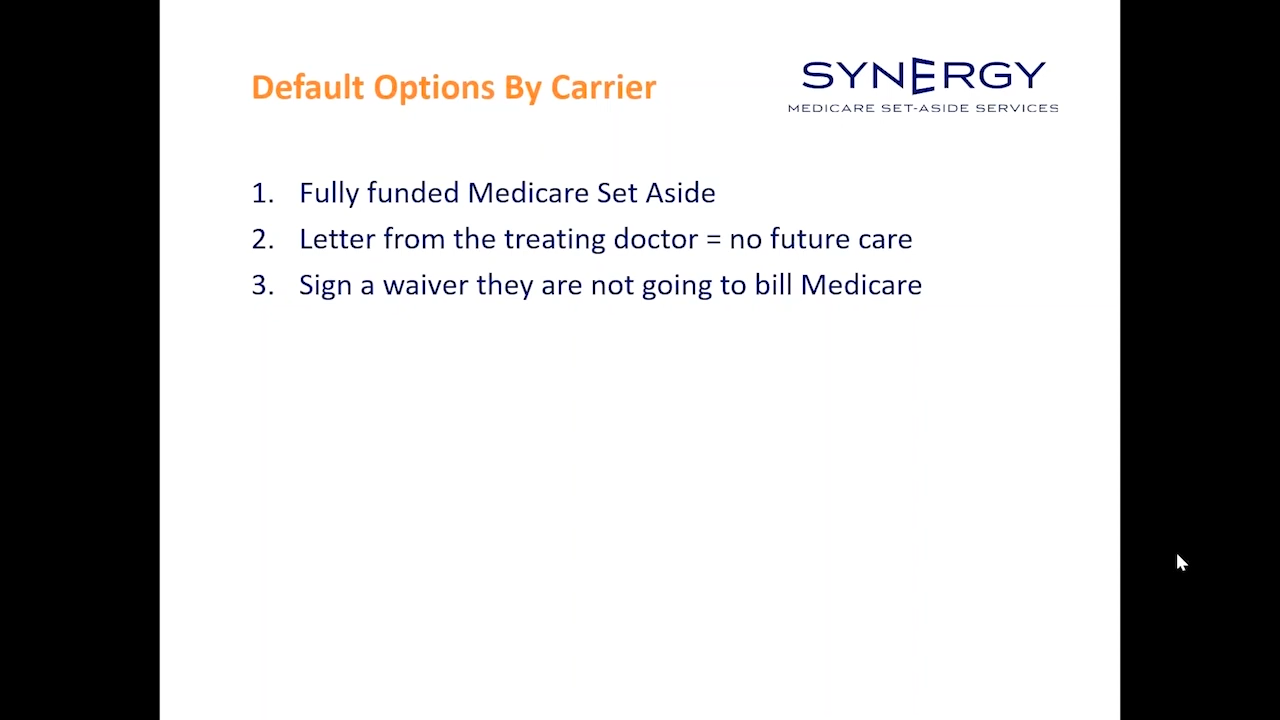 Default Options By Carrier
SYNERGY
MEDICARE SET-ASIDE SERVICES
1. Fully funded Medicare Set Aside
2. Letter from the treating doctor = no future care
3. Sign a waiver they are not going to bill Medicare